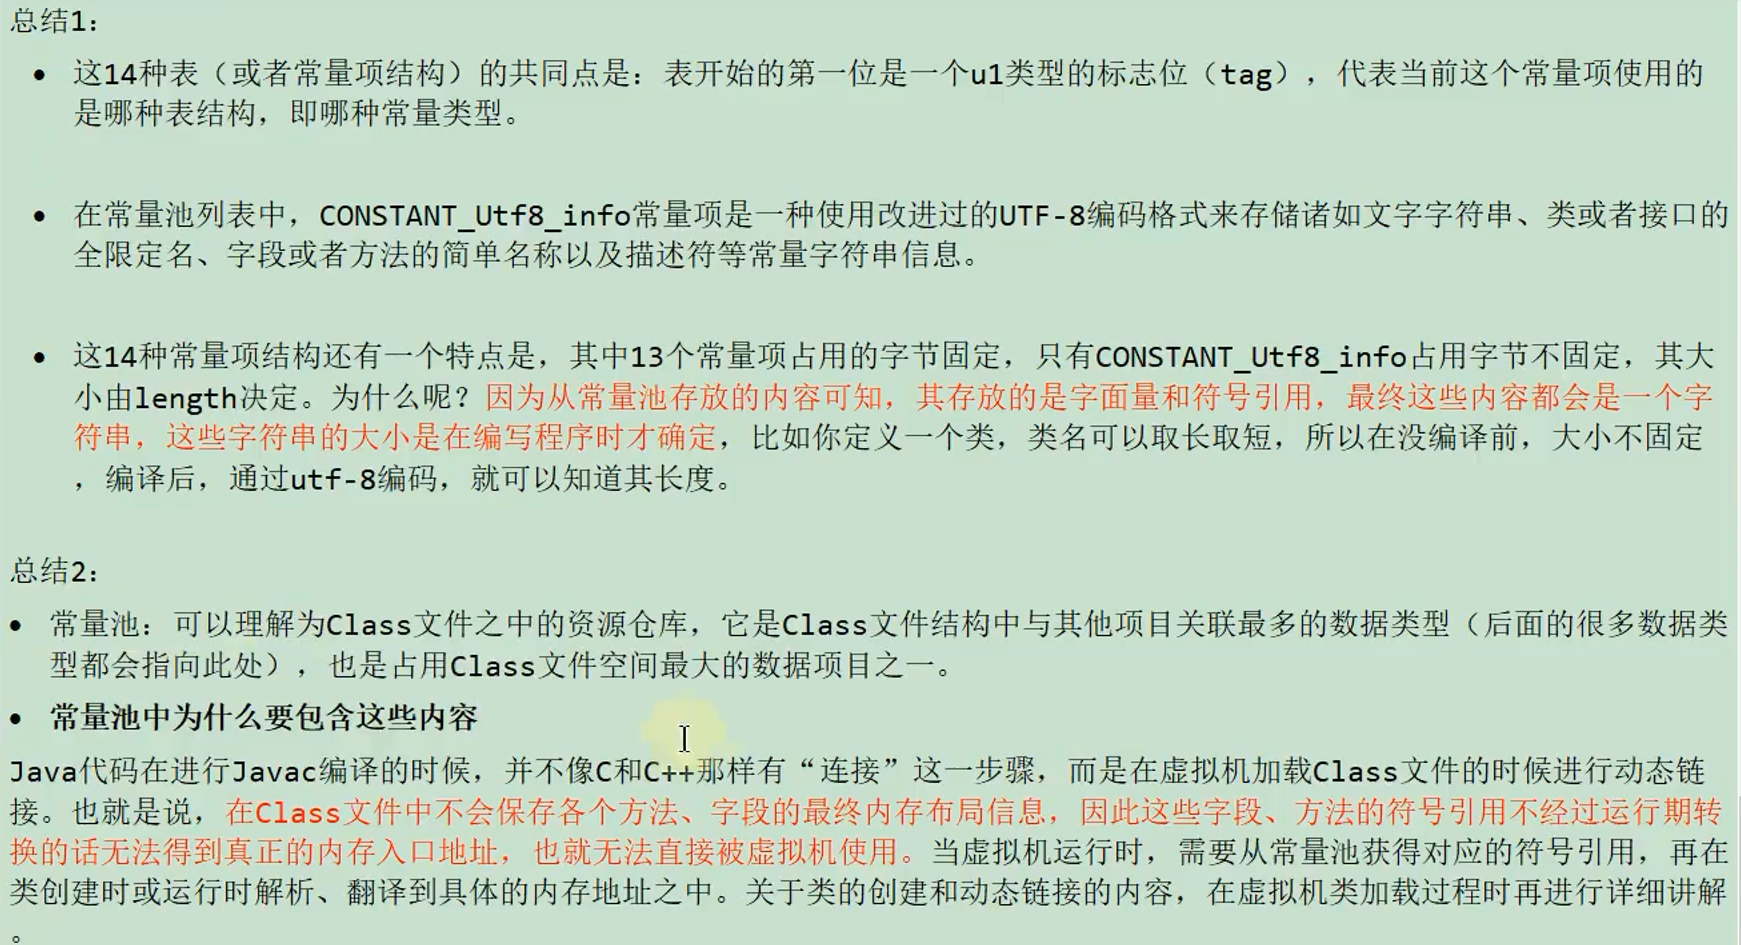 总结1：
• 这14种表（或者常量项结构）的共同点是：表开始的第一位是一个u1类型的标志位（tag），代表当前这个常量项使用的
是哪种表结构，即哪种常量类型。
• 在常量池列表中，CONSTANT_Utf8_info常量项是一种使用改进过的UTF-8编码格式来存储诸如文字字符串、类或者接口的
全限定名、字段或者方法的简单名称以及描述符等常量字符串信息。
• 这14种常量项结构还有一个特点是，其中13个常量项占用的字节固定，只有CONSTANT_Utf8_info占用字节不固定，其大
小由length决定。为什么呢？因为从常量池存放的内容可知，其存放的是字面量和符号引用，最终这些内容都会是一个字
符串，这些字符串的大小是在编写程序时才确定，比如你定义一个类，类名可以取长取短，所以在没编译前，大小不固定
，编译后，通过utf-8编码，就可以知道其长度。
总结2：
• 常量池：可以理解为Class文件之中的资源仓库，它是Class文件结构中与其他项目关联最多的数据类型（后面的很多数据类
型都会指向此处），也是占用Class文件空间最大的数据项目之一。
• 常量池中为什么要包含这些内容
Java代码在进行Javac编译的时候，并不像C和C++那样有“连接”这一步骤，而是在虚拟机加载Class文件的时候进行动态链
接。也就是说，在Class文件中不会保存各个方法、字段的最终内存布局信息，因此这些字段、方法的符号引用不经过运行期转
换的话无法得到真正的内存入口地址，也就无法直接被虚拟机使用。当虚拟机运行时，需要从常量池获得对应的符号引用，再在
类创建时或运行时解析、翻译到具体的内存地址之中。关于类的创建和动态链接的内容，在虚拟机类加载过程时再进行详细讲解
。